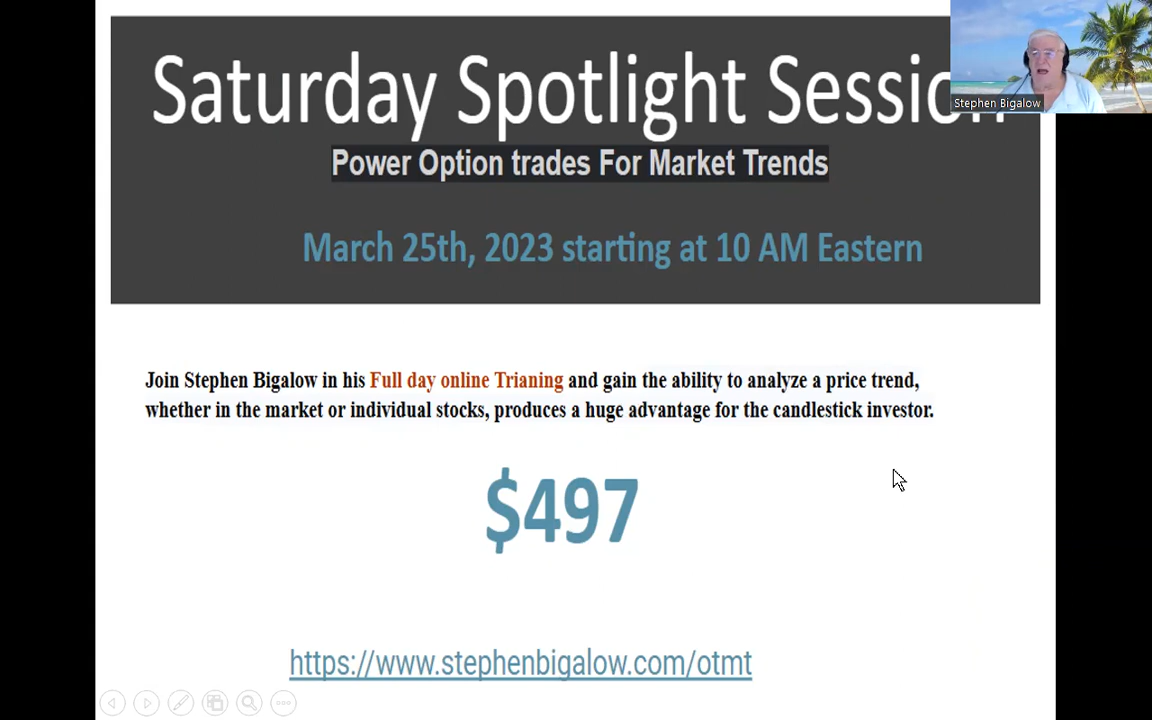 Saturday Spotlight Session
Stephen Bigalow
Power Option trades For Market Trends
March 25th, 2023 starting at 10 AM Eastern
Join Stephen Bigalow in his Full day online Trianing and gain the ability to analyze a price trend,
whether in the market or individual stocks, produces a huge advantage for the candlestick investor.
$497
https://www.stephenbigalow.com/otmt